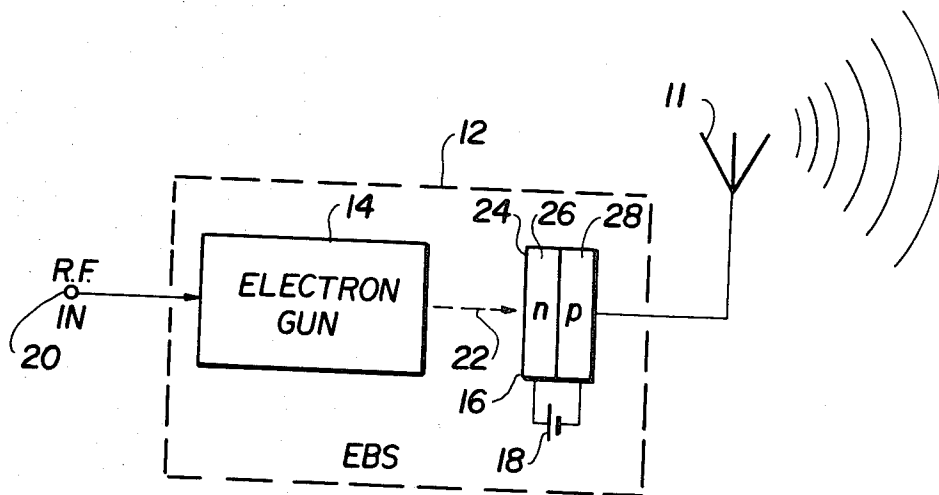 11
12
14
24 26 28
R.F.
IN
20
ELECTRON
GUN
22
n p
16
18
EBS